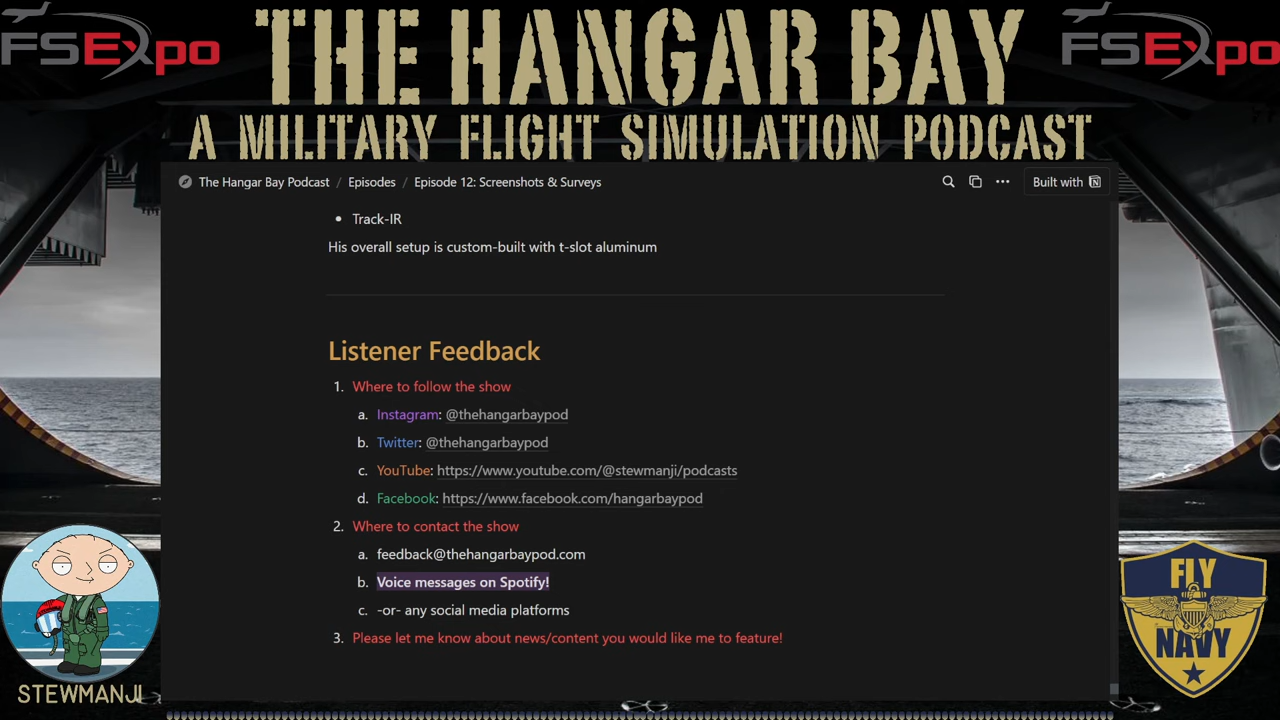 FSExpo
THE HANGAR BAY
FSExpo
A MILITARY FLIGHT SIMULATION PODCAST
The Hangar Bay Podcast / Episodes / Episode 12: Screenshots & Surveys
Built with
• Track-IR
His overall setup is custom-built with t-slot aluminum
Listener Feedback
1. Where to follow the show
a. Instagram: @thehangarbaypod
b. Twitter: @thehangarbaypod
c. YouTube: https://www.youtube.com/@stewmanji/podcasts
d. Facebook: https://www.facebook.com/hangarbaypod
2. Where to contact the show
a. feedback@thehangarbaypod.com
b. Voice messages on Spotify!
c. -or- any social media platforms
3. Please let me know about news/content you would like me to feature!
STEWMANJI
FLY
NAVY